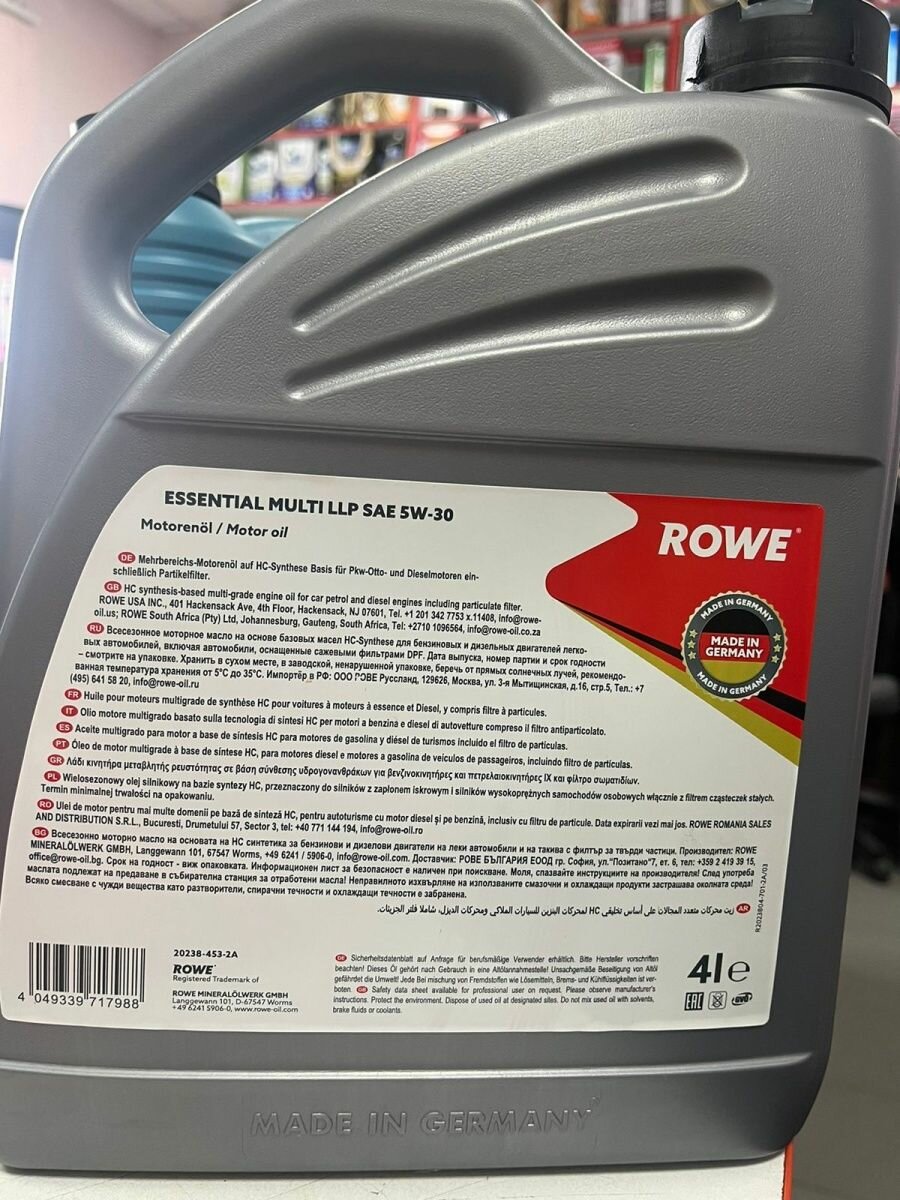 ESSENTIAL MULTI LLP SAE 5W-30
Motorenöl / Motor oil
ROWE®
MADE IN GERMANY
MADE IN
GERMANY
MADE IN GERMANY
DE Mehrbereichs-Motorenöl auf HC-Synthese Basis für Pkw-Otto- und Dieselmotoren ein-
schließlich Partikelfilter.
GB HC synthesis-based multi-grade engine oil for car petrol and diesel engines including particulate filter.
ROWE USA INC., 401 Hackensack Ave, 4th Floor, Hackensack, NJ 07601, Tel. +1 201 342 7753 x.11408, info@rowe-
oil.us; ROWE South Africa (Pty) Ltd, Johannesburg, Gauteng, South Africa, Tel: +2710 1096564, info@rowe-oil.co.za
RU Всесезонное моторное масло на основе базовых масел HC-Synthese для бензиновых и дизельных двигателей легко-
вых автомобилей, включая автомобили, оснащенные сажевыми фильтрами DPF. Дата выпуска, номер партии и срок годности
– смотрите на упаковке. Хранить в сухом месте, в заводской, ненарушенной упаковке, беречь от прямых солнечных лучей, рекомендо-
ванная температура хранения от 5°С до 35°С. Импортёр в РФ: ООО РОВЕ Руссланд, 129626, Москва, ул. 3-я Мытищинская, д.16, стр.5, Тел.: +7
(495) 641 58 20, info@rowe-oil.ru
FR Huile pour moteurs multigrade de synthèse HC pour voitures à moteurs à essence et Diesel, y compris filtre à particules.
IT Olio motore multigrado basato sulla tecnologia di sintesi HC per motori a benzina e diesel di autovetture compreso il filtro antiparticolato.
ES Aceite multigrado para motor a base de síntesis HC para motores de gasolina y diésel de turismos incluido el filtro de partículas.
PT Óleo de motor multigrade à base de síntese HC, para motores diesel e motores a gasolina de veículos de passageiros, incluindo filtro de partículas.
GR Λάδι κινητήρα μεταβλητής ρευστότητας σε βάση σύνθεσης υδρογονανθράκων για βενζινοκινητήρες και πετρελαιοκινητήρες ΙΧ και φίλτρο σωματιδίων.
PL Wielosezonowy olej silnikowy na bazie syntezy HC, przeznaczony do silników z zapłonem iskrowym i silników wysokoprężnych samochodów osobowych włącznie z filtrem cząsteczek stałych.
Termin minimalnej trwałości na opakowaniu.
RO Ulei de motor pentru mai multe domenii pe bază de sinteză HC, pentru autoturisme cu motor diesel și pe benzină, inclusiv cu filtru de particule. Data expirarii vezi mai jos. ROWE ROMANIA SALES
AND DISTRIBUTION S.R.L., Bucuresti, Drumetului 57, Sector 3, tel: +40 771 144 194, info@rowe-oil.ro
BG Всесезонно моторно масло на основата на HC синтетика за бензинови и дизелови двигатели на леки автомобили и на такива с филтър за твърди частици. Производител: ROWE
MINERALÖLWERK GMBH, Langgewann 101, 67547 Worms, +49 6241 / 5906-0, info@rowe-oil.com. Доставчик: РОВЕ БЪЛГАРИЯ ЕООД гр. София, ул."Позитано"7, ет. 6, тел: +359 2 419 39 15,
office@rowe-oil.bg. Срок на годност - виж опаковката. Информационен лист за безопасност е наличен при поискване. Моля, спазвайте инструкциите на производителя! След употреба
маслата подлежат на предаване в събирателна станция за отработени масла! Неправилното изхвърляне на използваните смазочни и охлаждащи продукти застрашава околната среда!
Всяко смесване с чужди вещества като разтворители, спирачни течности и охлаждащи течности е забранена.
AR زيت محركات متعدد المجالات على أساس تخليقي HC لمحركات البنزين للسيارات الملاكي ومحركات الديزل، شاملا فلتر الجزيئات.
R2023804-701-2A/03
4 049339 717988
20238-453-2A
ROWE®
Registered Trademark of
ROWE MINERALÖLWERK GMBH
Langgewann 101, D-67547 Worms
+49 6241 5906-0, www.rowe-oil.com
DE Sicherheitsdatenblatt auf Anfrage für berufsmäßige Verwender erhältlich. Bitte Hersteller vorschriften
beachten! Dieses Öl gehört nach Gebrauch in eine Altölannahmestelle! Unsachgemäße Beseitigung von Altöl
gefährdet die Umwelt! Jede Bei mischung von Fremdstoffen wie Lösemitteln, Brems- und Kühlflüssigkeiten ist ver-
boten. GB Safety data sheet available for professional user on request. Please observe manufacturer's
instructions. Protect the environment. Dispose of used oil at designated sites. Do not mix used oil with solvents,
brake fluids or coolants.
4l e
EAC GVÖ
MADE IN GERMANY